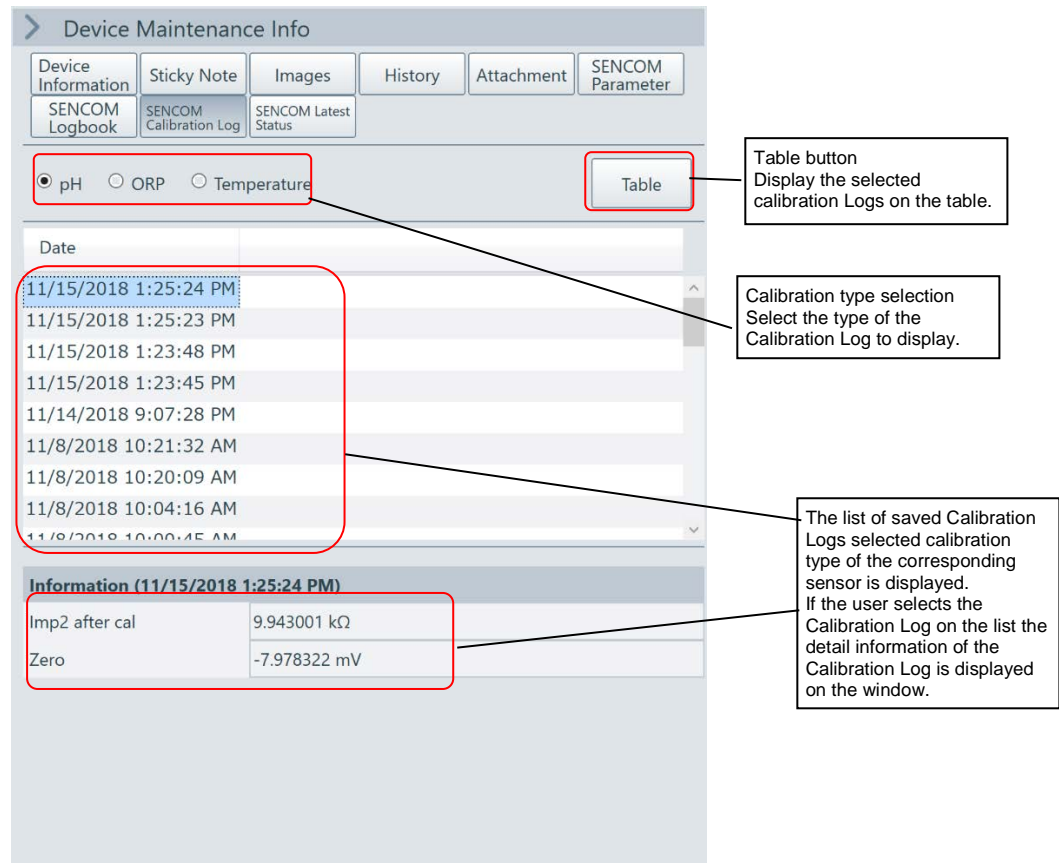 Device Maintenance Info
Device
Information
Sticky Note
Images
History
Attachment
SENCOM
Parameter
SENCOM
Logbook
SENCOM
Calibration Log
SENCOM Latest
Status
pH
ORP
Temperature
Table
Table button
Display the selected
calibration Logs on the table.
Date
11/15/2018 1:25:24 PM
11/15/2018 1:25:23 PM
11/15/2018 1:23:48 PM
11/15/2018 1:23:45 PM
11/14/2018 9:07:28 PM
11/8/2018 10:21:32 AM
11/8/2018 10:20:09 AM
11/8/2018 10:04:16 AM
11/8/2018 10:00:45 AM
Calibration type selection
Select the type of the
Calibration Log to display.
The list of saved Calibration
Logs selected calibration
type of the corresponding
sensor is displayed.
If the user selects the
Calibration Log on the list the
detail information of the
Calibration Log is displayed
on the window.
Information (11/15/2018 1:25:24 PM)
Imp2 after cal
9.943001 kΩ
Zero
-7.978322 mV